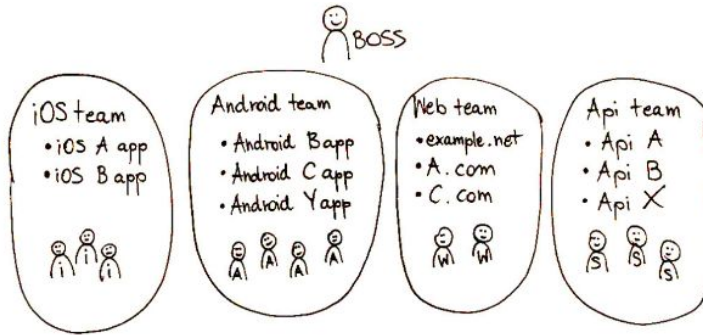 BOSS
iOS team
• iOS A app
• iOS B app
i i i
Android team
• Android B app
• Android C app
• Android Y app
A A A A
Web team
• example.net
• A.com
• C.com
W W
Api team
• Api A
• Api B
• Api X
S S S